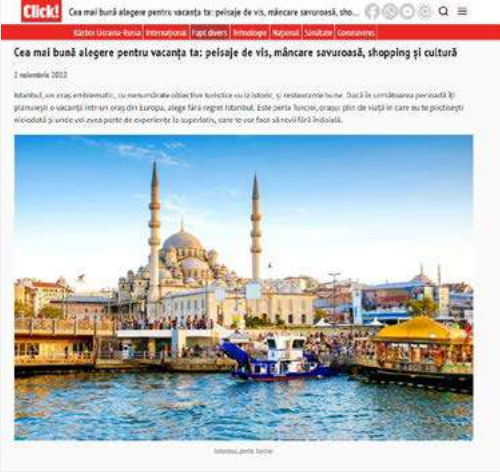 Click! Cea mai bună alegere pentru vacanța ta: peisaje de vis, mâncare savuroasă, sho...
Război Ucraina-Rusia Internațional Fapt divers Tehnologie Național Sănătate Coronavirus
Cea mai bună alegere pentru vacanța ta: peisaje de vis, mâncare savuroasă, shopping și cultură
2 noiembrie 2022
Istanbul, un oraș emblematic, cu nenumărate obiective turistice cu iz istoric, și restaurante bune. Dacă în următoarea perioadă îți
planuiești o vacanță într-un oraș din Europa, alege fără regret Istanbul. Este perla Turciei, orașul plin de viață în care nu te plictisești
niciodată și unde vei avea parte de experiențe la superlativ, care te vor face să revii fără îndoială.
Istanbul, perla Turciei